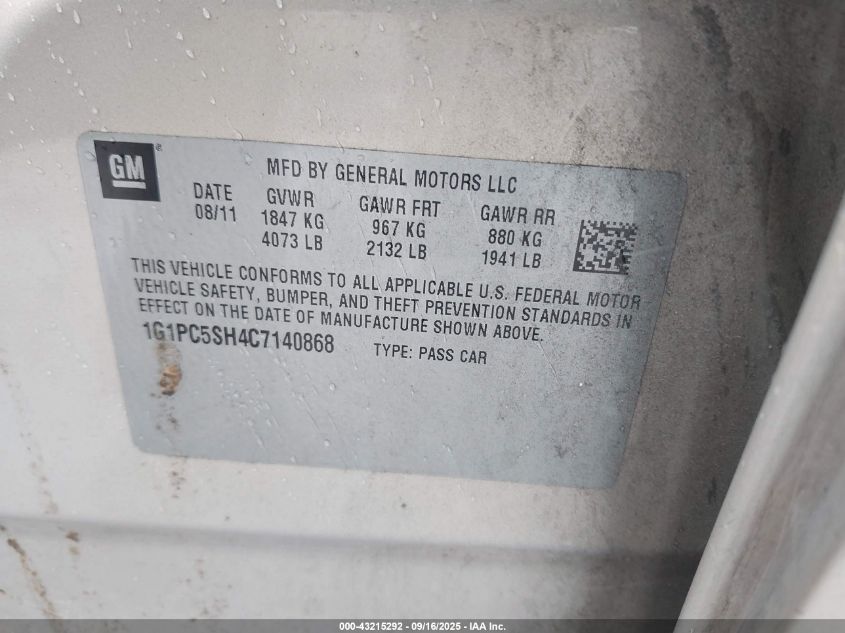 GM ®
MFD BY GENERAL MOTORS LLC
DATE GVWR GAWR FRT GAWR RR
08/11 1847 KG 967 KG 880 KG
4073 LB 2132 LB 1941 LB
THIS VEHICLE CONFORMS TO ALL APPLICABLE U.S. FEDERAL MOTOR
VEHICLE SAFETY, BUMPER, AND THEFT PREVENTION STANDARDS IN
EFFECT ON THE DATE OF MANUFACTURE SHOWN ABOVE.
1G1PC5SH4C7140868 TYPE: PASS CAR
000-43215292 - 09/16/2025 - IAA Inc.